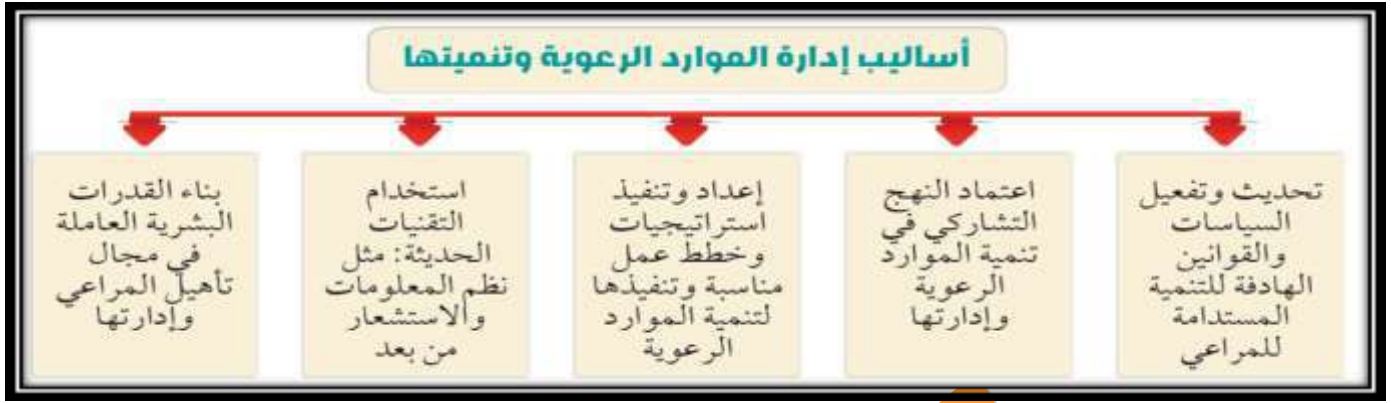 أساليب إدارة الموارد الرعوية وتنميتها
تحديث وتفعيل
السياسات
والقوانين
الهادفة للتنمية
المستدامة
للمراعي
اعتماد النهج
التشاركي في
تنمية الموارد
الرعوية
وإدارتها
إعداد وتنفيذ
استراتيجيات
وخطط عمل
مناسبة وتنفيذها
لتنمية الموارد
الرعوية
استخدام
التقنيات
الحديثة: مثل
نظم المعلومات
والاستشعار
من بعد
بناء القدرات
البشرية العاملة
في مجال
تأهيل المراعي
وإدارتها